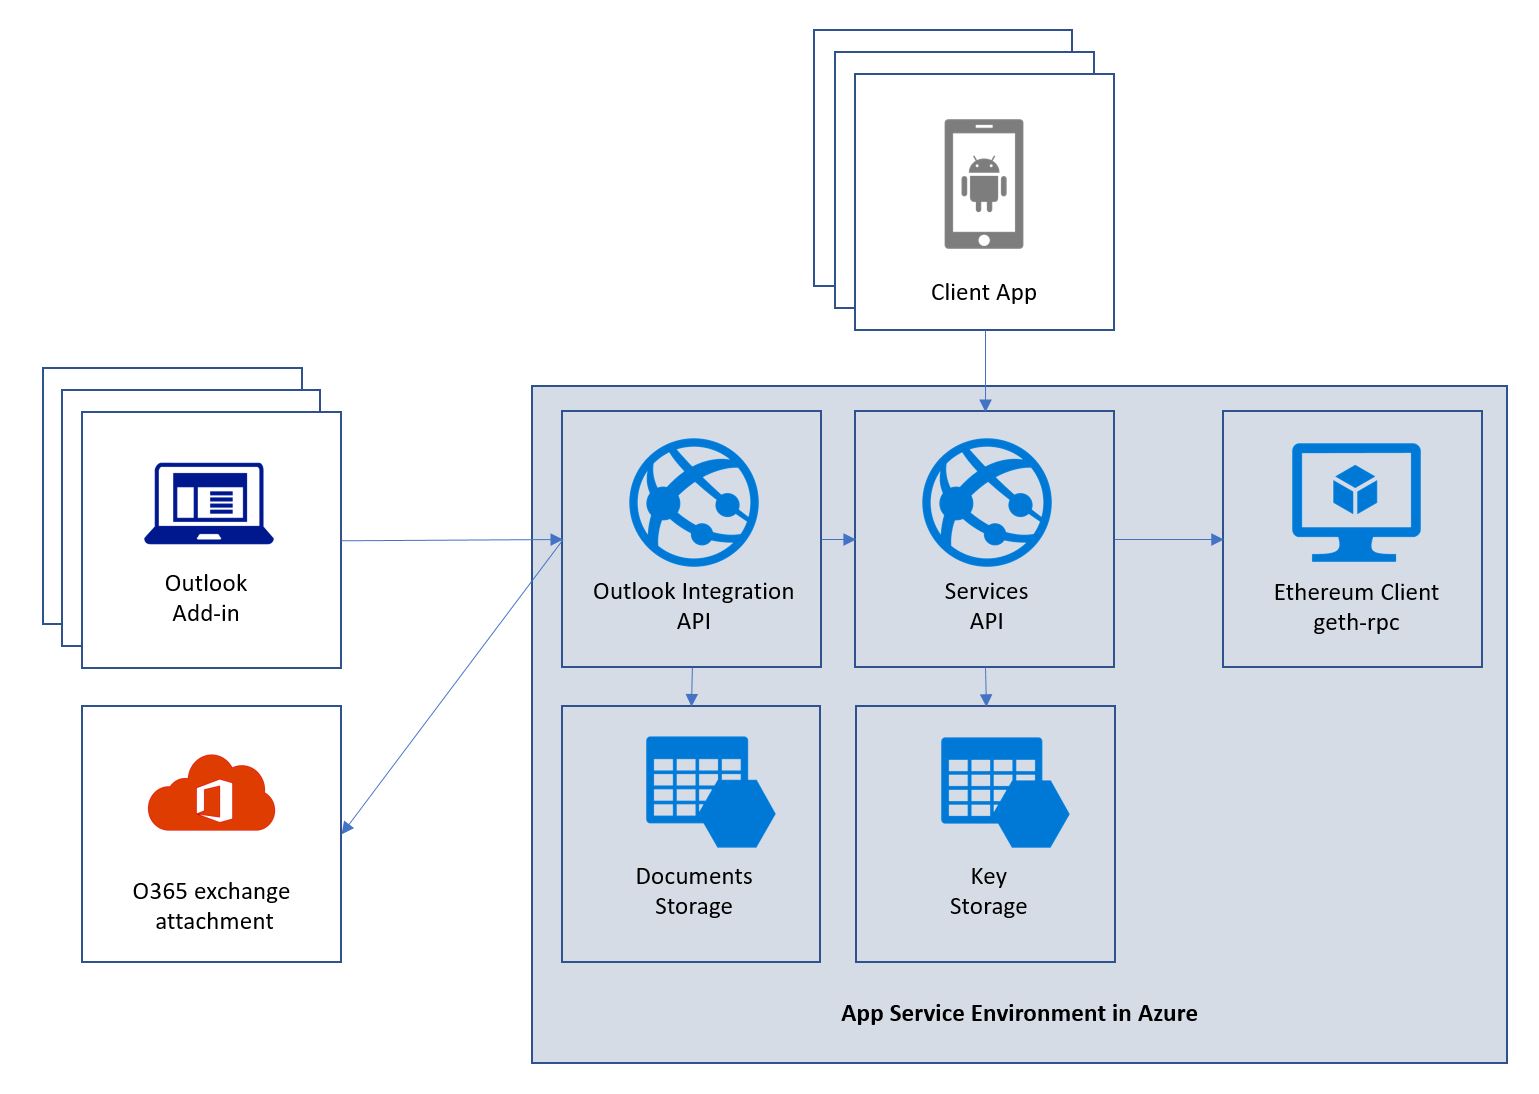 Client App
Outlook
Add-in
Outlook Integration
API
Services
API
Ethereum Client
geth-rpc
O365 exchange
attachment
Documents
Storage
Key
Storage
App Service Environment in Azure